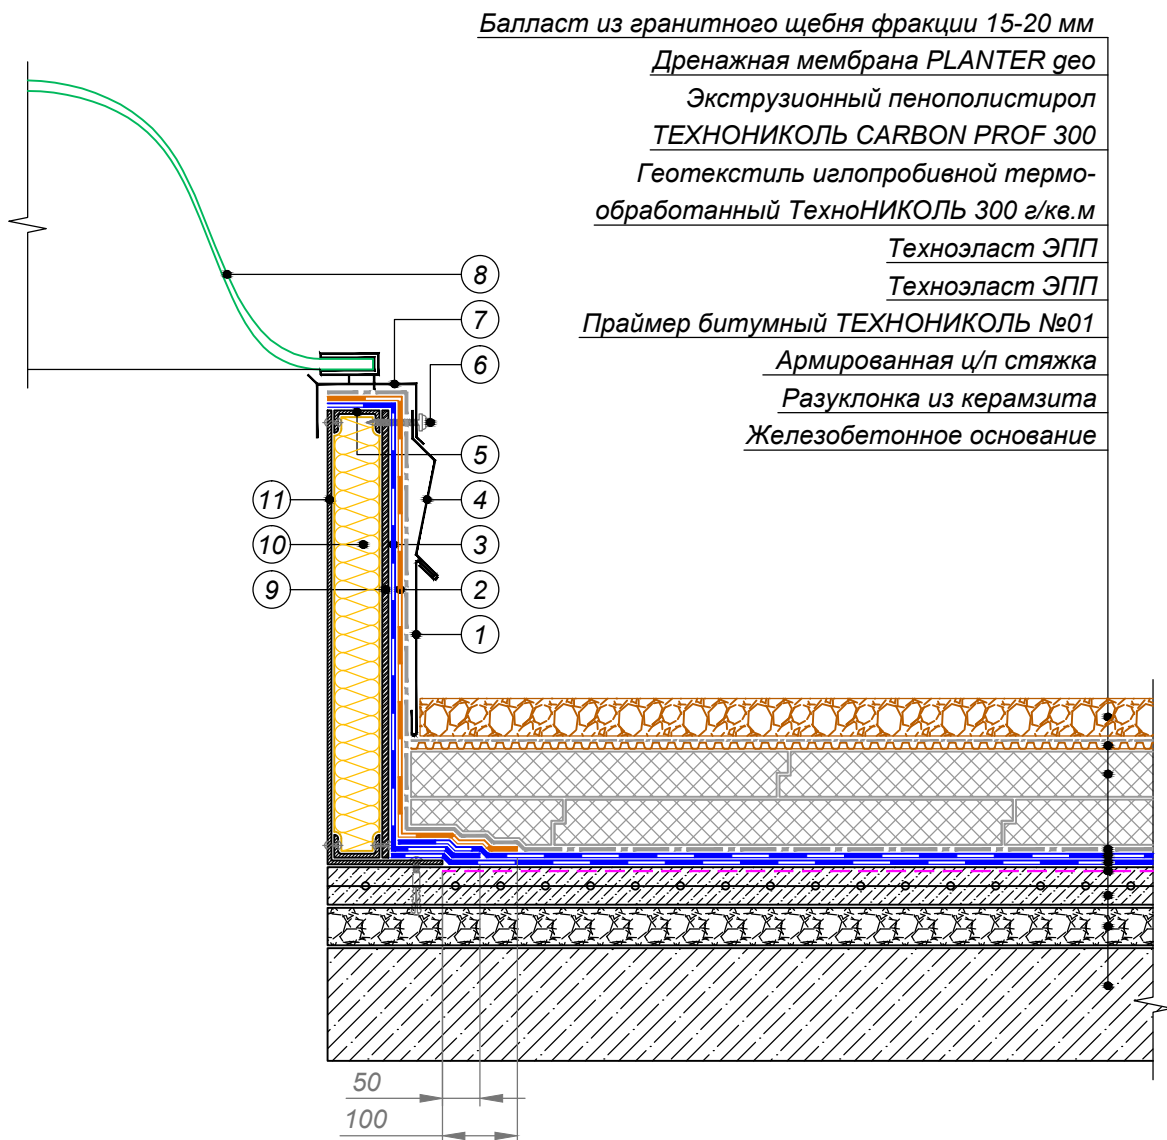 Балласт из гранитного щебня фракции 15-20 мм
Дренажная мембрана PLANTER geo
Экструзионный пенополистирол
ТЕХНОНИКОЛЬ CARBON PROF 300
Геотекстиль иглопробивной термо-
обработанный ТехноНИКОЛЬ 300 г/кв.м
Техноэласт ЭПП
Техноэласт ЭПП
Праймер битумный ТЕХНОНИКОЛЬ №01
Армированная ц/п стяжка
Разуклонка из керамзита
Железобетонное основание
8
7
6
5
11 4
10 3
9 2
1
50
100